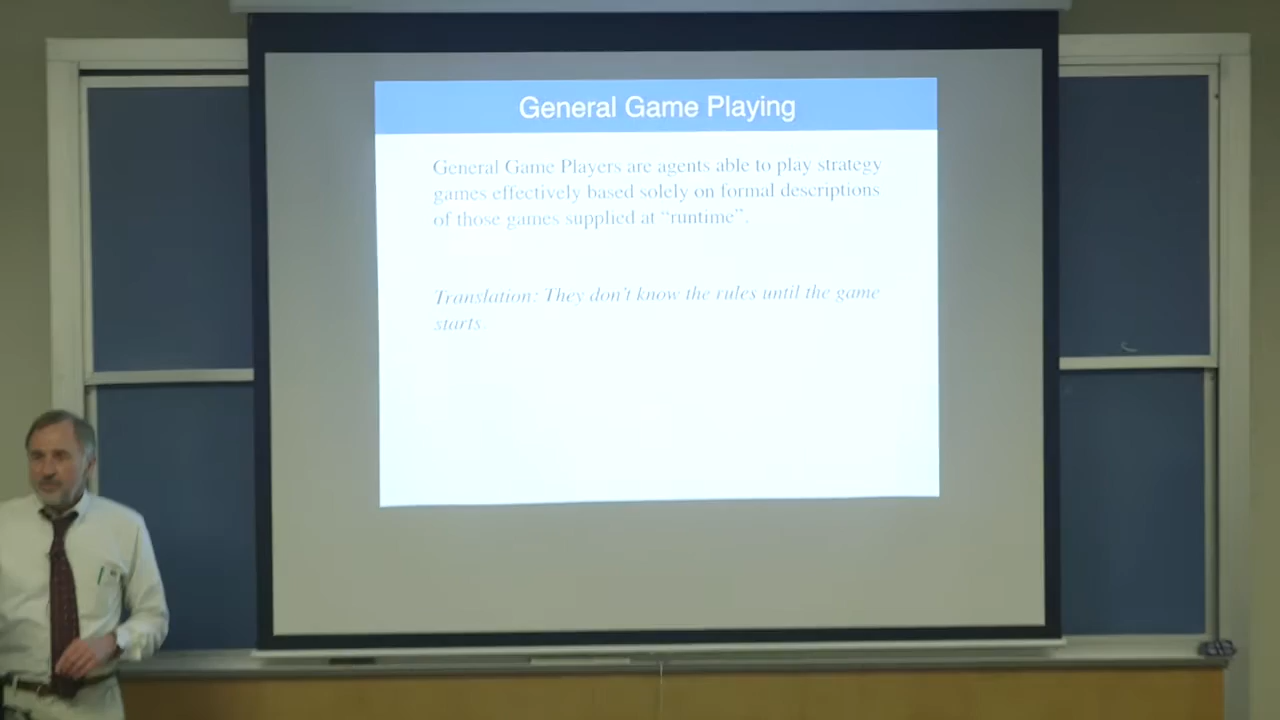 General Game Playing
General Game Players are agents able to play strategy
games effectively based solely on formal descriptions
of those games supplied at “runtime”.
Translation: They don’t know the rules until the game
starts.